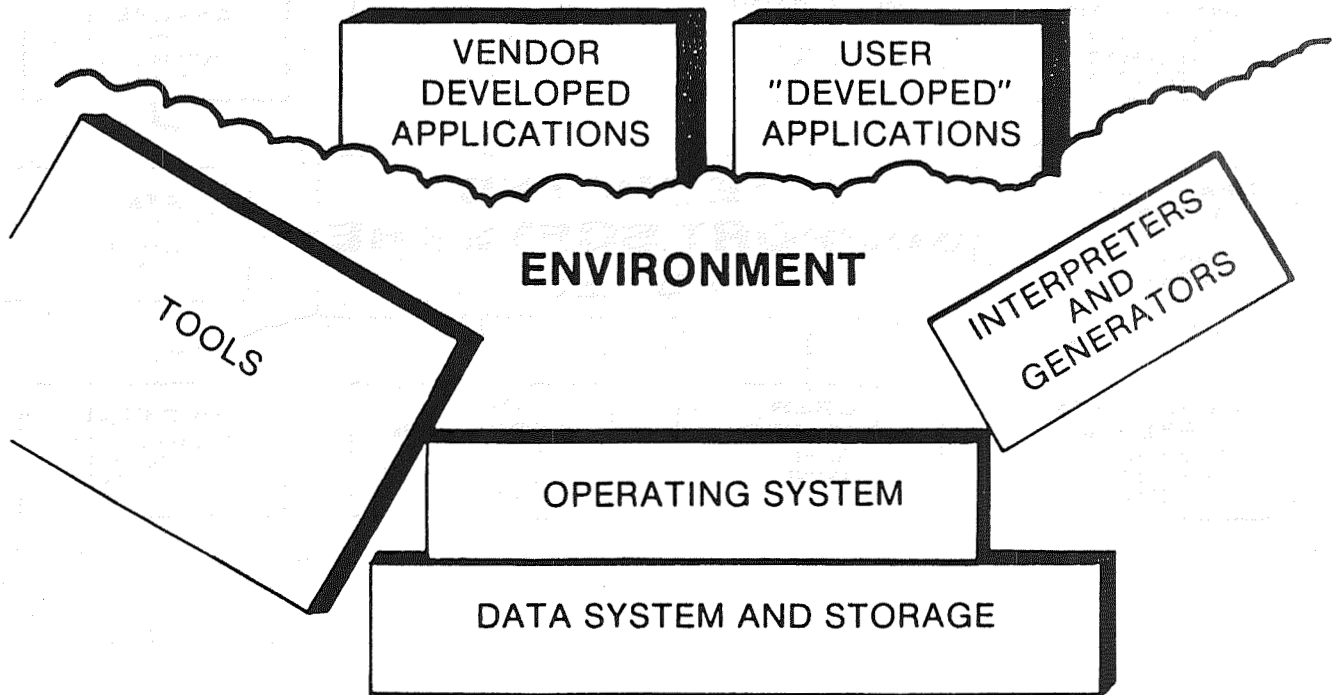 VENDOR
DEVELOPED
APPLICATIONS
USER
"DEVELOPED"
APPLICATIONS
ENVIRONMENT
TOOLS
INTERPRETERS
AND
GENERATORS
OPERATING SYSTEM
DATA SYSTEM AND STORAGE